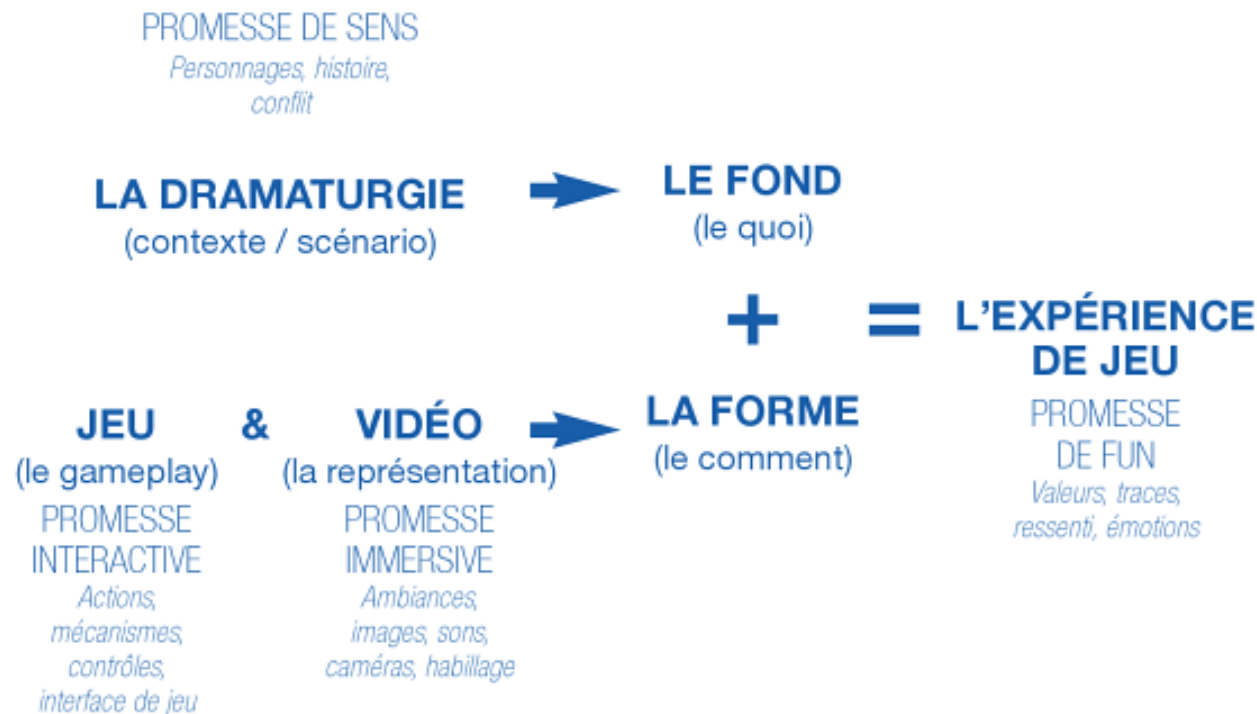 PROMESSE DE SENS
Personnages, histoire,
conflit
LA DRAMATURGIE
(contexte / scénario)
LE FOND
(le quoi)
+
=
L'EXPÉRIENCE
DE JEU
PROMESSE
DE FUN
Valeurs, traces,
ressenti, émotions
JEU
(le gameplay)
PROMESSE
INTERACTIVE
Actions,
mécanismes,
contrôles,
interface de jeu
&
VIDÉO
(la représentation)
PROMESSE
IMMERSIVE
Ambiances,
images, sons,
caméras, habillage
LA FORME
(le comment)